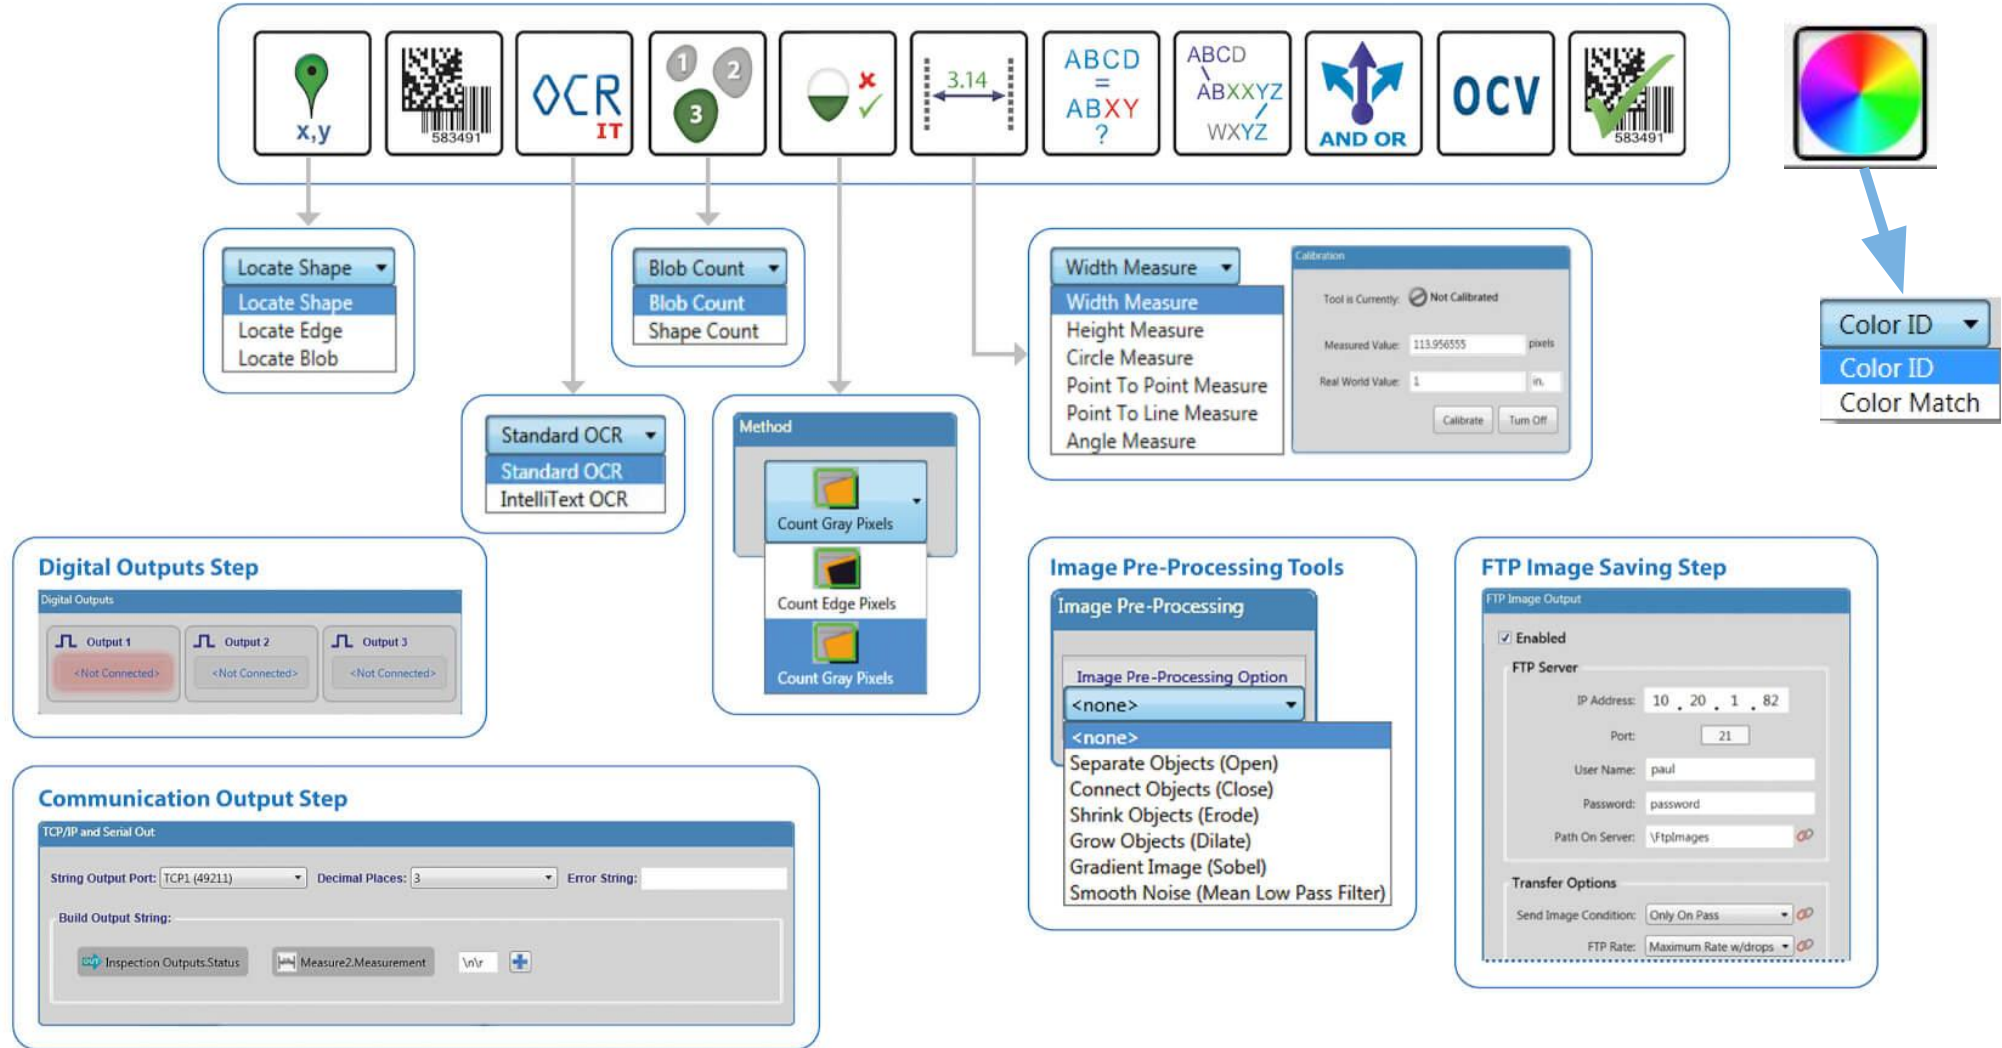 x,y
583491
OCR
IT
1
2
3
3.14
ABCD
=
ABXY
?
ABCD
ABXXYZ
WXYZ
AND OR
OCV
583491
Locate Shape
Locate Shape
Locate Edge
Locate Blob
Standard OCR
Standard OCR
IntelliText OCR
Blob Count
Blob Count
Shape Count
Method
Count Gray Pixels
Count Edge Pixels
Count Gray Pixels
Width Measure
Width Measure
Height Measure
Circle Measure
Point To Point Measure
Point To Line Measure
Angle Measure
Calibration
Tool is Currently: Not Calibrated
Measured Value: 113.956555 pixels
Real World Value: 1 in.
Calibrate Turn Off
Color ID
Color ID
Color Match
Digital Outputs Step
Digital Outputs
Output 1 Output 2 Output 3
<Not Connected> <Not Connected> <Not Connected>
Communication Output Step
TCP/IP and Serial Out
String Output Port: TCP1 (49211) Decimal Places: 3 Error String:
Build Output String:
OUT Inspection Outputs.Status Measure2.Measurement \n\r
Image Pre-Processing Tools
Image Pre-Processing
Image Pre-Processing Option
<none>
<none>
Separate Objects (Open)
Connect Objects (Close)
Shrink Objects (Erode)
Grow Objects (Dilate)
Gradient Image (Sobel)
Smooth Noise (Mean Low Pass Filter)
FTP Image Saving Step
FTP Image Output
Enabled
FTP Server
IP Address: 10 . 20 . 1 . 82
Port: 21
User Name: paul
Password: password
Path On Server: \FtpImages
Transfer Options
Send Image Condition: Only On Pass
FTP Rate: Maximum Rate w/drops